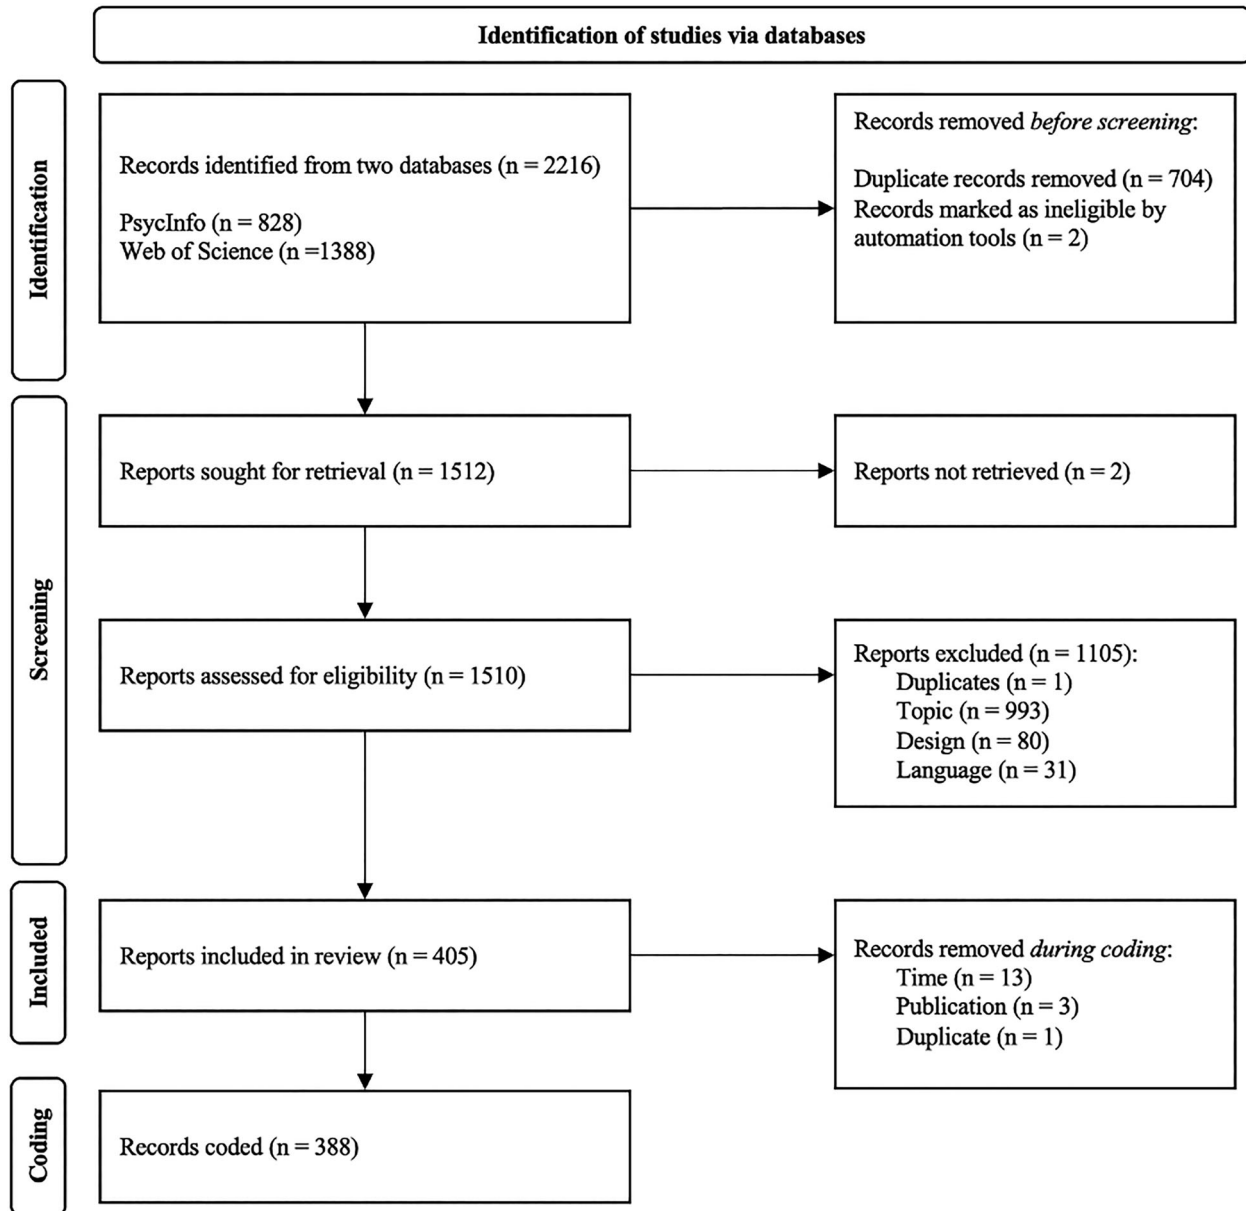 Identification of studies via databases
Identification
Records identified from two databases (n = 2216)
PsycInfo (n = 828)
Web of Science (n =1388)
Records removed before screening:
Duplicate records removed (n = 704)
Records marked as ineligible by
automation tools (n = 2)
Screening
Reports sought for retrieval (n = 1512)
Reports not retrieved (n = 2)
Reports assessed for eligibility (n = 1510)
Reports excluded (n = 1105):
Duplicates (n = 1)
Topic (n = 993)
Design (n = 80)
Language (n = 31)
Included
Reports included in review (n = 405)
Records removed during coding:
Time (n = 13)
Publication (n = 3)
Duplicate (n = 1)
Coding
Records coded (n = 388)